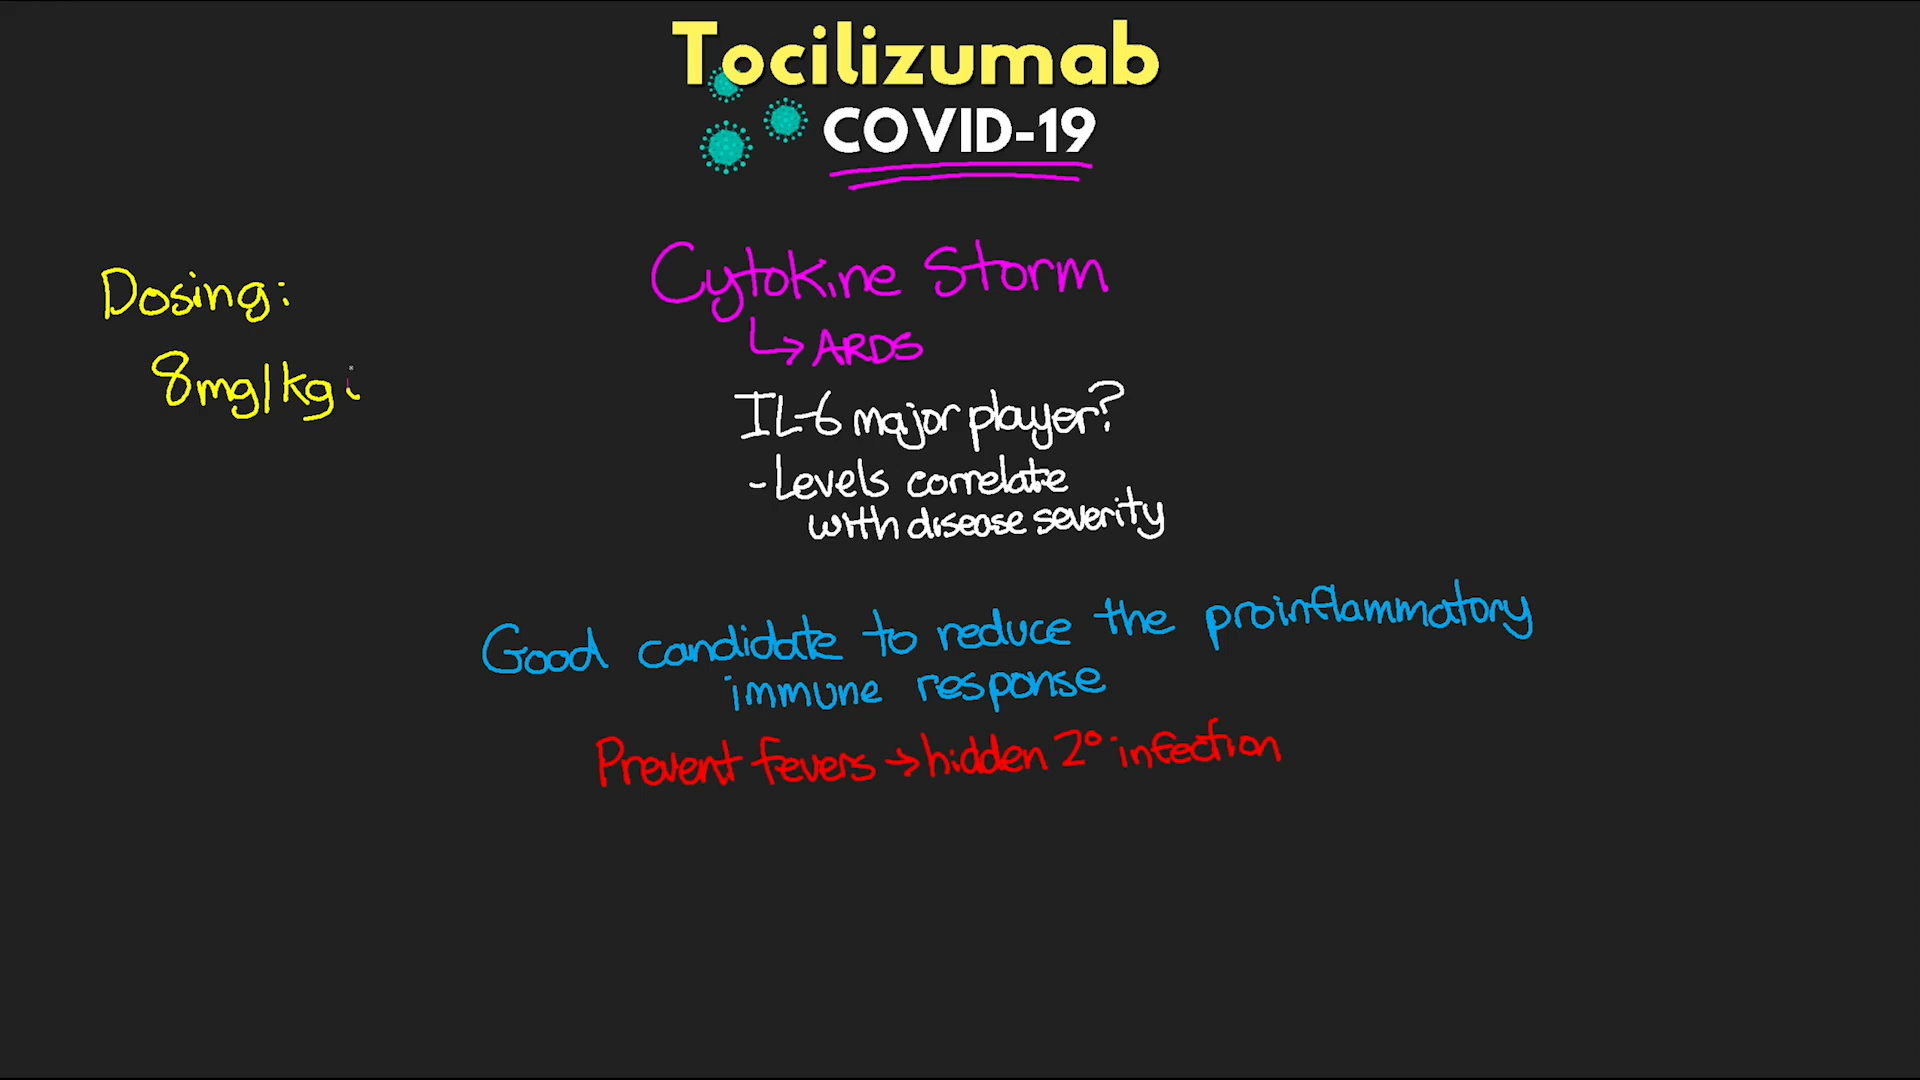 Tocilizumab
COVID-19
Dosing:
8mg/kg i
Cytokine Storm
↳ ARDS
IL-6 major player?
- Levels correlate
with disease severity
Good candidate to reduce the proinflammatory
immune response
Prevent fevers → hidden 2° infection